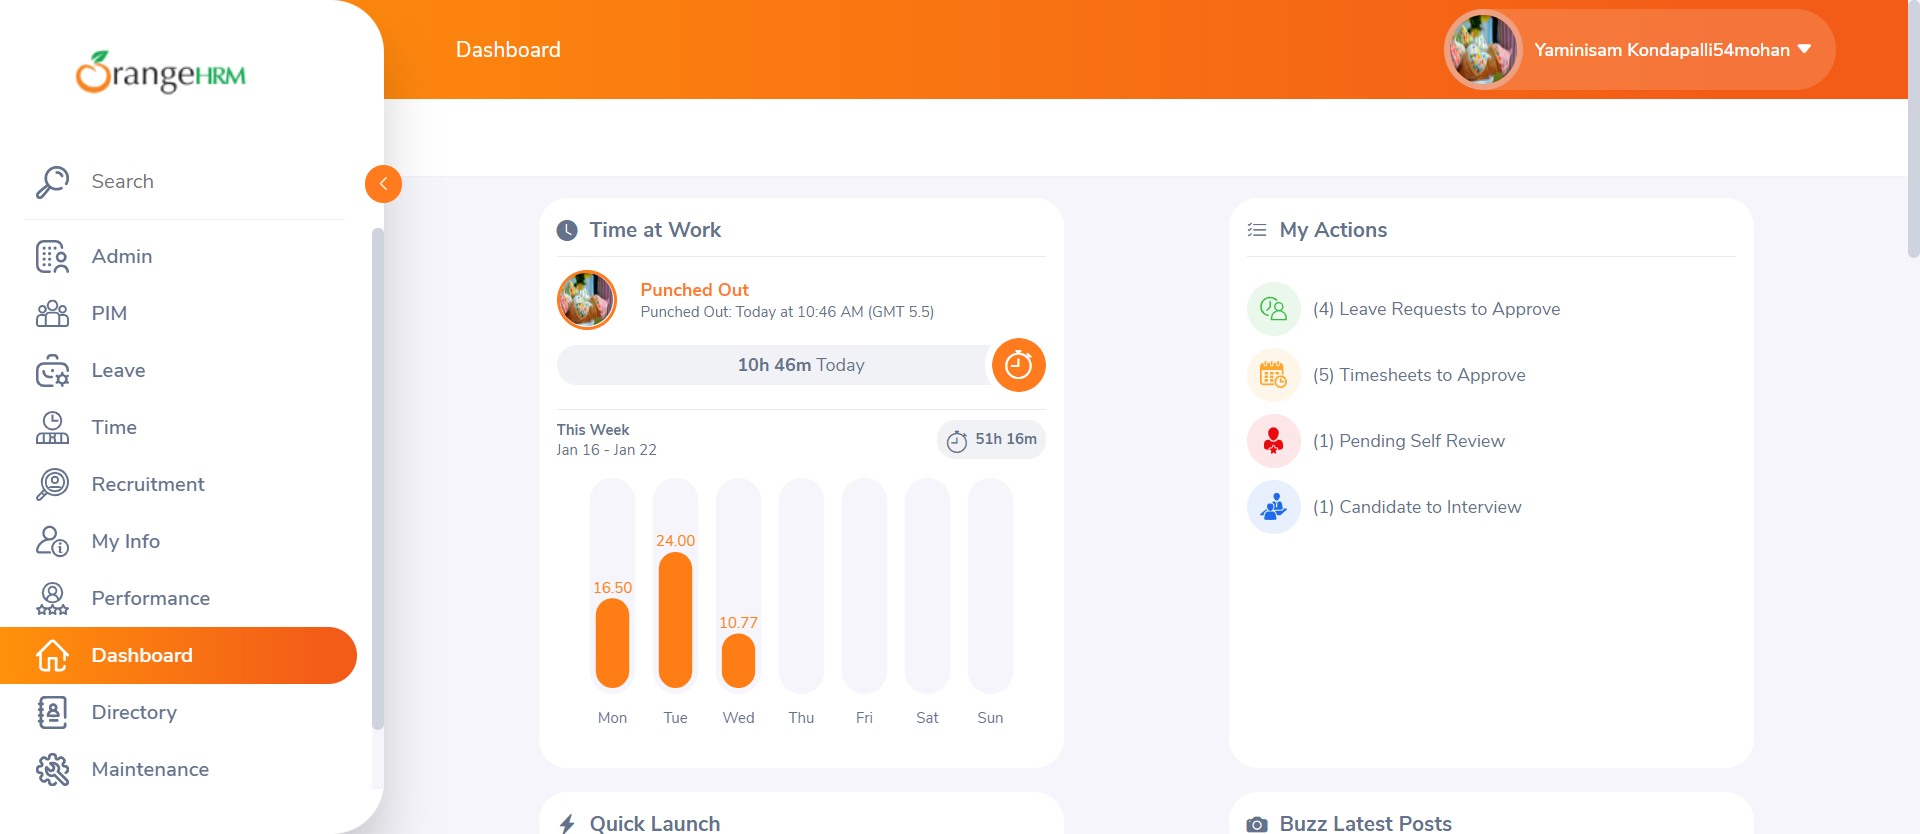 OrangeHRM
Search
Admin
PIM
Leave
Time
Recruitment
My Info
Performance
Dashboard
Directory
Maintenance
Dashboard
Yaminisam Kondapalli54mohan
Time at Work
Punched Out
Punched Out: Today at 10:46 AM (GMT 5.5)
10h 46m Today
This Week
Jan 16 - Jan 22
51h 16m
16.50
24.00
10.77
Mon Tue Wed Thu Fri Sat Sun
My Actions
(4) Leave Requests to Approve
(5) Timesheets to Approve
(1) Pending Self Review
(1) Candidate to Interview
Quick Launch
Buzz Latest Posts